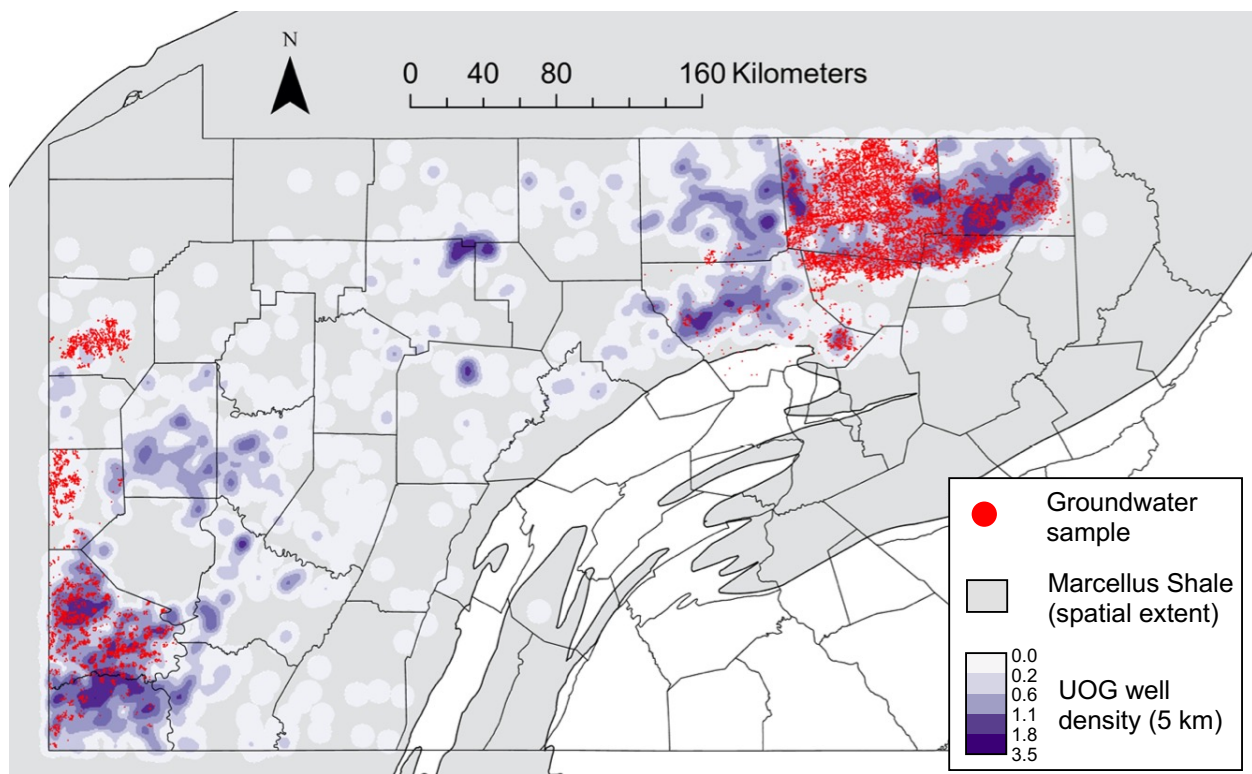 N
0 40 80 160 Kilometers
Groundwater
sample
Marcellus Shale
(spatial extent)
0.0
0.2
0.6
1.1
1.8
3.5
UOG well
density (5 km)